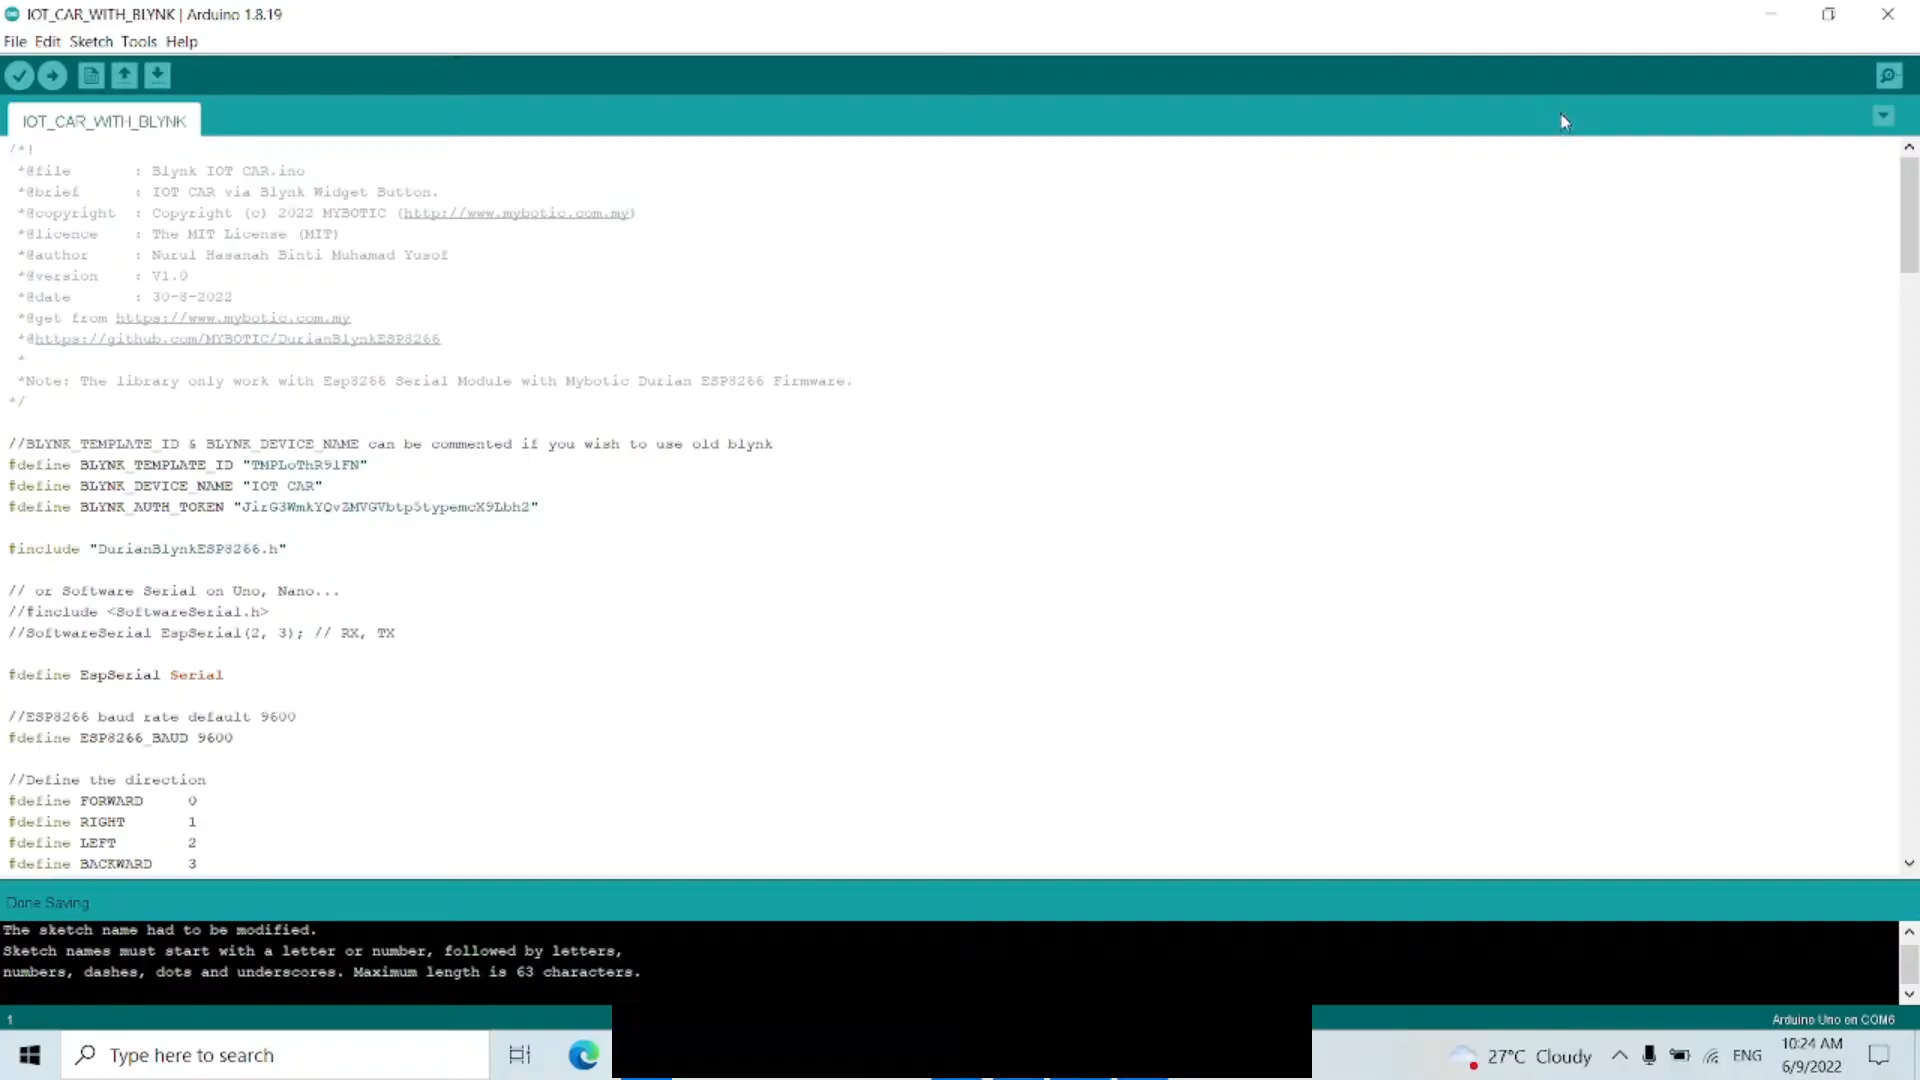 IOT_CAR_WITH_BLYNK | Arduino 1.8.19
File Edit Sketch Tools Help
IOT_CAR_WITH_BLYNK
/*!
*@file : Blynk IOT CAR.ino
*@brief : IOT CAR via Blynk Widget Button.
*@copyright : Copyright (c) 2022 MYBOTIC (http://www.mybotic.com.my)
*@licence : The MIT License (MIT)
*@author : Nurul Hasanah Binti Muhamad Yusof
*@version : V1.0
*@date : 30-8-2022
*@get from https://www.mybotic.com.my
*@https://github.com/MYBOTIC/DurianBlynkESP8266
*
*Note: The library only work with Esp8266 Serial Module with Mybotic Durian ESP8266 Firmware.
*/
//BLYNK_TEMPLATE_ID & BLYNK_DEVICE_NAME can be commented if you wish to use old blynk
#define BLYNK_TEMPLATE_ID "TMPLoThR9lFN"
#define BLYNK_DEVICE_NAME "IOT CAR"
#define BLYNK_AUTH_TOKEN "JirG3WmkYQvZMVGVbtp5typemcX9Lbh2"
#include "DurianBlynkESP8266.h"
// or Software Serial on Uno, Nano...
//#include <SoftwareSerial.h>
//SoftwareSerial EspSerial(2, 3); // RX, TX
#define EspSerial Serial
//ESP8266 baud rate default 9600
#define ESP8266_BAUD 9600
//Define the direction
#define FORWARD 0
#define RIGHT 1
#define LEFT 2
#define BACKWARD 3
Done Saving
The sketch name had to be modified.
Sketch names must start with a letter or number, followed by letters,
numbers, dashes, dots and underscores. Maximum length is 63 characters.
1
Arduino Uno on COM6
Type here to search
27°C Cloudy
ENG
10:24 AM
6/9/2022